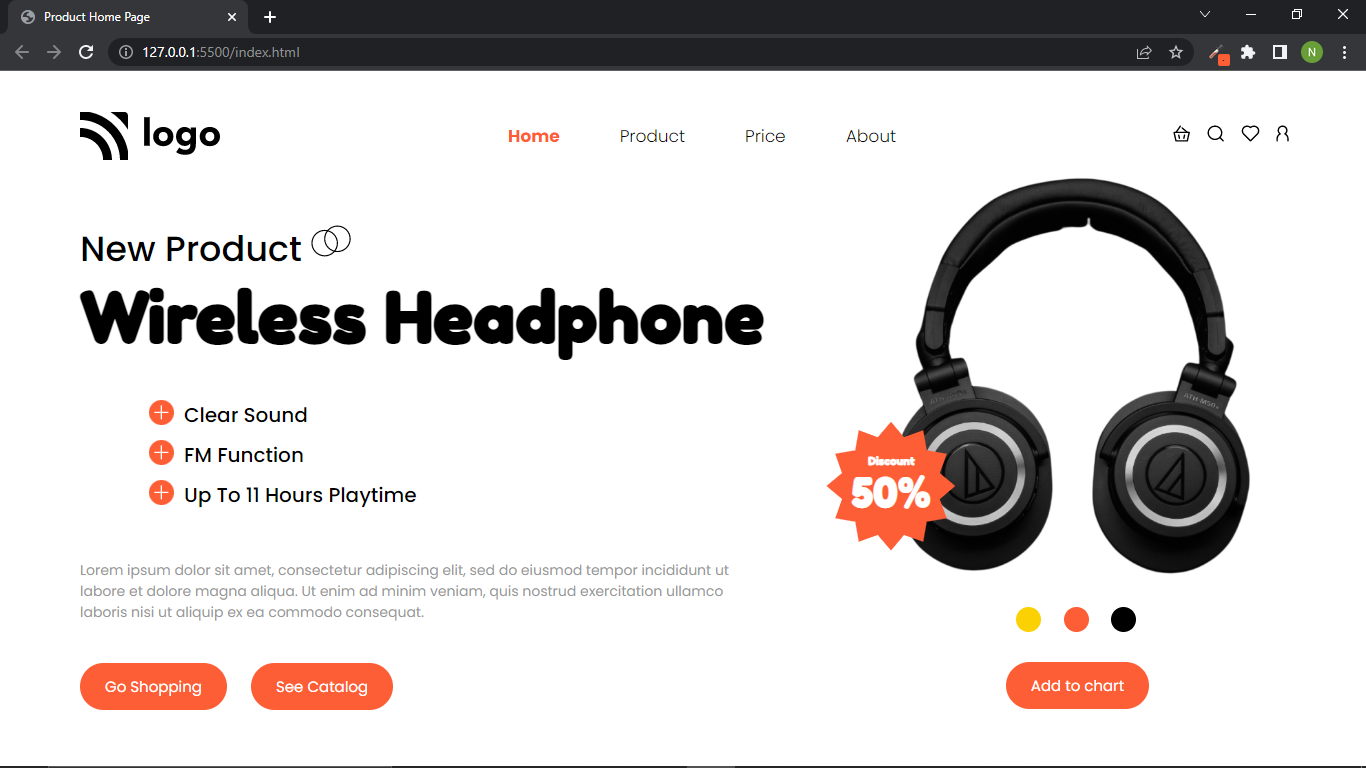 Product Home Page
127.0.0.1:5500/index.html
N
logo
Home Product Price About
New Product
Wireless Headphone
Clear Sound
FM Function
Up To 11 Hours Playtime
Discount
50%
Lorem ipsum dolor sit amet, consectetur adipiscing elit, sed do eiusmod tempor incididunt ut
labore et dolore magna aliqua. Ut enim ad minim veniam, quis nostrud exercitation ullamco
laboris nisi ut aliquip ex ea commodo consequat.
Go Shopping See Catalog
Add to chart